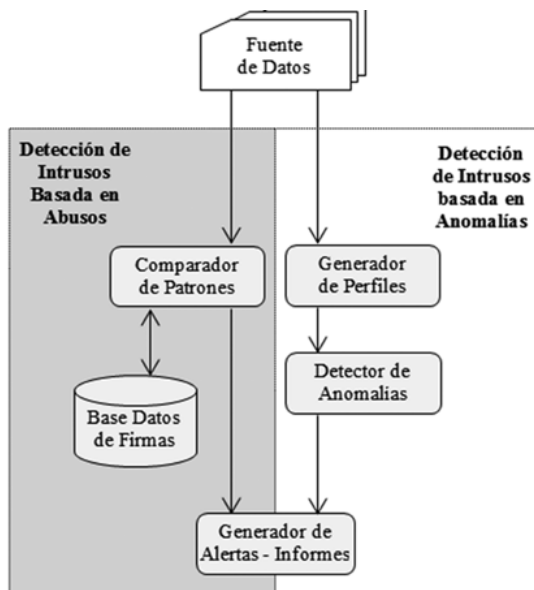 Fuente
de Datos
Detección de
Intrusos
Basada en
Abusos
Detección
de Intrusos
basada en
Anomalías
Comparador
de Patrones
Generador
de Perfiles
Detector de
Anomalias
Base Datos
de Firmas
Generador de
Alertas - Informes